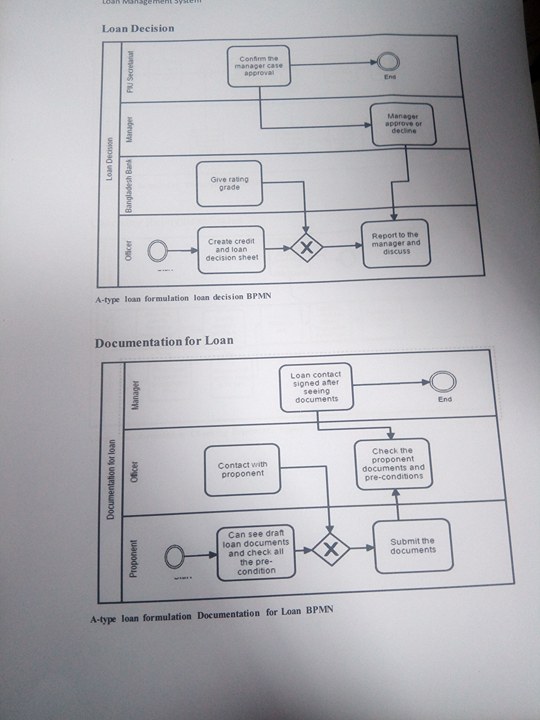 Loan Management System
Loan Decision
Loan Decision
PIU Secretariat
Confirm the
manager case
approval
End
Manager
Manager
approve or
decline
Bangladesh Bank
Give rating
grade
Officer
Create credit
and loan
decision sheet
X
Report to the
manager and
discuss
A-type loan formulation loan decision BPMN
Documentation for Loan
Documentation for loan
Manager
Loan contact
signed after
seeing
documents
End
Officer
Contact with
proponent
Check the
proponent
documents and
pre-conditions
Proponent
Can see draft
loan documents
and check all
the pre-
condition
X
Submit the
documents
A-type loan formulation Documentation for Loan BPMN